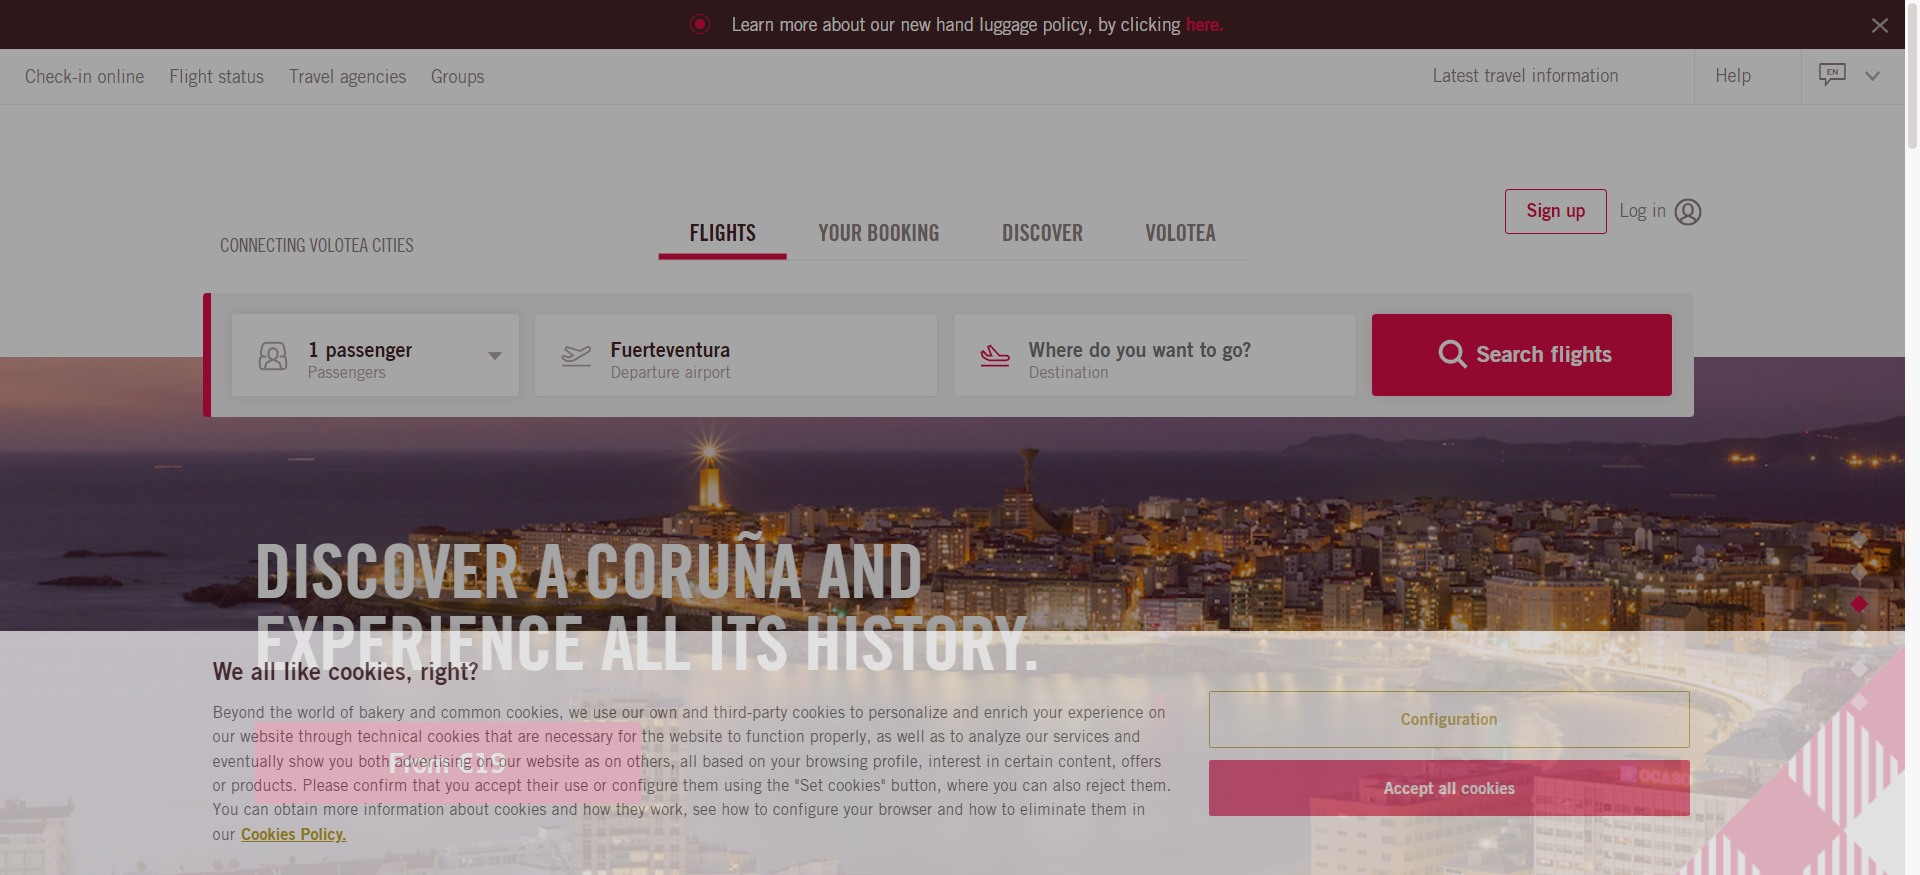 Learn more about our new hand luggage policy, by clicking here.
Check-in online Flight status Travel agencies Groups Latest travel information Help EN
Sign up Log in
CONNECTING VOLOTEA CITIES FLIGHTS YOUR BOOKING DISCOVER VOLOTEA
1 passenger
Passengers
Fuerteventura
Departure airport
Where do you want to go?
Destination
Search flights
DISCOVER A CORUÑA AND
EXPERIENCE ALL ITS HISTORY.
From €19
We all like cookies, right?
Beyond the world of bakery and common cookies, we use our own and third-party cookies to personalize and enrich your experience on
our website through technical cookies that are necessary for the website to function properly, as well as to analyze our services and
eventually show you both advertising on our website as on others, all based on your browsing profile, interest in certain content, offers
or products. Please confirm that you accept their use or configure them using the "Set cookies" button, where you can also reject them.
You can obtain more information about cookies and how they work, see how to configure your browser and how to eliminate them in
our Cookies Policy.
Configuration
Accept all cookies
OCASO